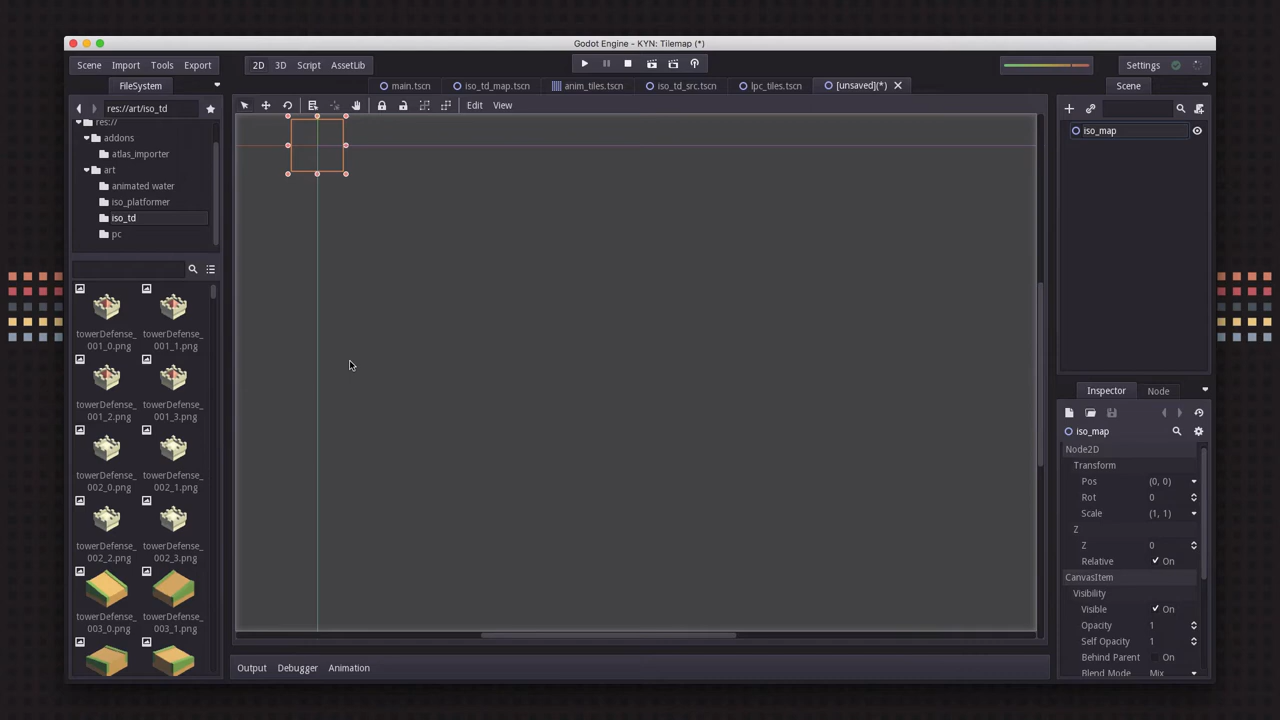 Godot Engine - KYN: Tilemap (*)
Scene Import Tools Export
2D 3D Script AssetLib
Settings
FileSystem
main.tscn iso_td_map.tscn anim_tiles.tscn iso_td_src.tscn lpc_tiles.tscn [unsaved](*)
Scene
res://art/iso_td
Edit View
res://
addons
atlas_importer
art
animated water
iso_platformer
iso_td
pc
towerDefense_
001_0.png
towerDefense_
001_1.png
towerDefense_
001_2.png
towerDefense_
001_3.png
towerDefense_
002_0.png
towerDefense_
002_1.png
towerDefense_
002_2.png
towerDefense_
002_3.png
towerDefense_
003_0.png
towerDefense_
003_1.png
Output Debugger Animation
iso_map
Inspector Node
iso_map
Node2D
Transform
Pos (0, 0)
Rot 0
Scale (1, 1)
Z
Z 0
Relative On
CanvasItem
Visibility
Visible On
Opacity 1
Self Opacity 1
Behind Parent On
Blend Mode Mix